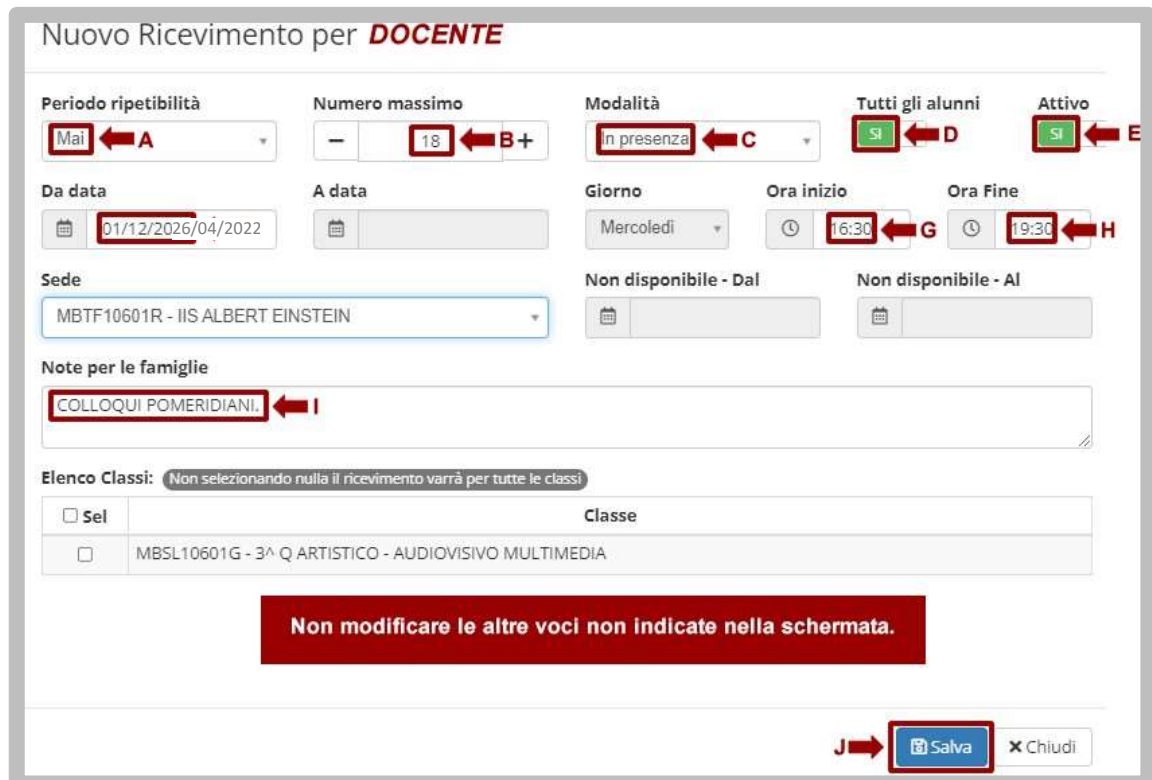 Nuovo Ricevimento per DOCENTE
Periodo ripetibilità Numero massimo Modalità Tutti gli alunni Attivo
Mai A − 18 B + In presenza C SI D SI E
Da data A data Giorno Ora inizio Ora Fine
01/12/2026/04/2022 Mercoledì 16:30 G 19:30 H
Sede Non disponibile - Dal Non disponibile - Al
MBTF10601R - IIS ALBERT EINSTEIN
Note per le famiglie
COLLOQUI POMERIDIANI. I
Elenco Classi: Non selezionando nulla il ricevimento varrà per tutte le classi
Sel Classe
MBSL10601G - 3^ Q ARTISTICO - AUDIOVISIVO MULTIMEDIA
Non modificare le altre voci non indicate nella schermata.
J Salva × Chiudi